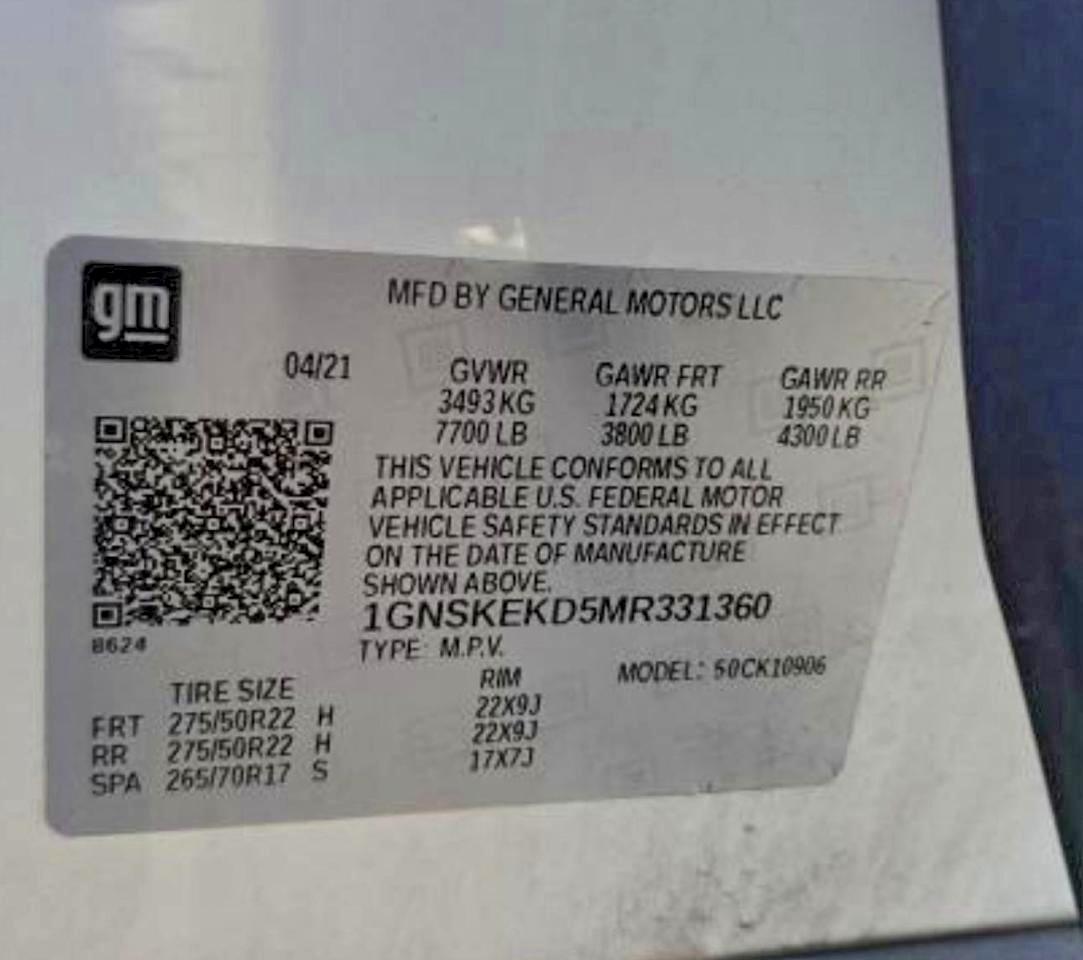 gm
MFD BY GENERAL MOTORS LLC
04/21 GVWR GAWR FRT GAWR RR
3493 KG 1724 KG 1950 KG
7700 LB 3800 LB 4300 LB
THIS VEHICLE CONFORMS TO ALL
APPLICABLE U.S. FEDERAL MOTOR
VEHICLE SAFETY STANDARDS IN EFFECT
ON THE DATE OF MANUFACTURE
SHOWN ABOVE.
1GNSKEKD5MR331360
8624
TYPE: M.P.V.
MODEL: 50CK10906
TIRE SIZE RIM
FRT 275/50R22 H 22X9J
RR 275/50R22 H 22X9J
SPA 265/70R17 S 17X7J